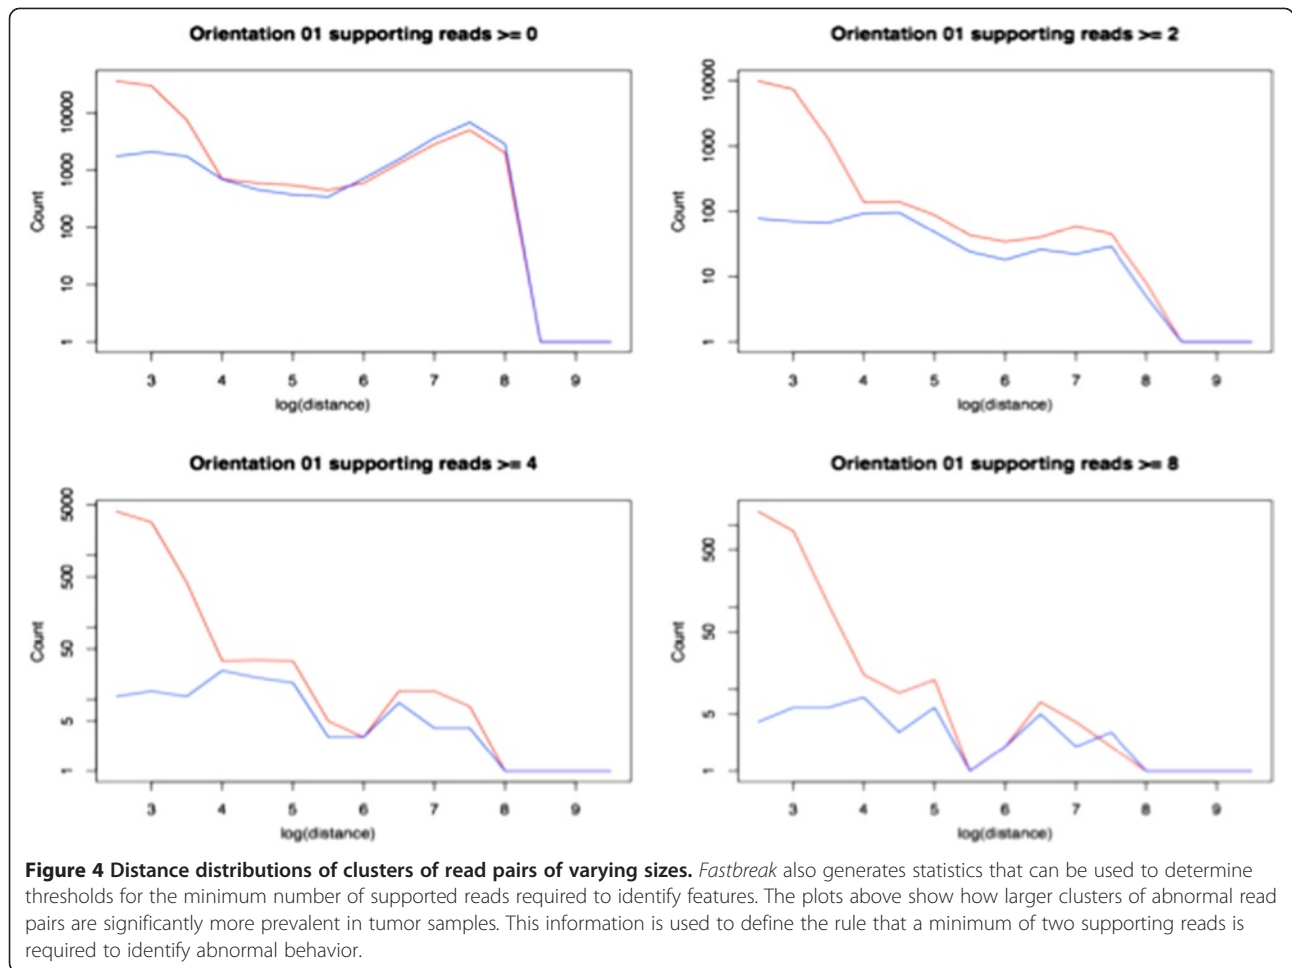 Orientation 01 supporting reads >= 0
Count
1
10
100
1000
10000
3 4 5 6 7 8 9
log(distance)
Orientation 01 supporting reads >= 2
Count
1
10
100
1000
10000
3 4 5 6 7 8 9
log(distance)
Orientation 01 supporting reads >= 4
Count
1
5
50
500
5000
3 4 5 6 7 8 9
log(distance)
Orientation 01 supporting reads >= 8
Count
1
5
50
500
3 4 5 6 7 8 9
log(distance)
Figure 4 Distance distributions of clusters of read pairs of varying sizes. Fastbreak also generates statistics that can be used to determine
thresholds for the minimum number of supported reads required to identify features. The plots above show how larger clusters of abnormal read
pairs are significantly more prevalent in tumor samples. This information is used to define the rule that a minimum of two supporting reads is
required to identify abnormal behavior.